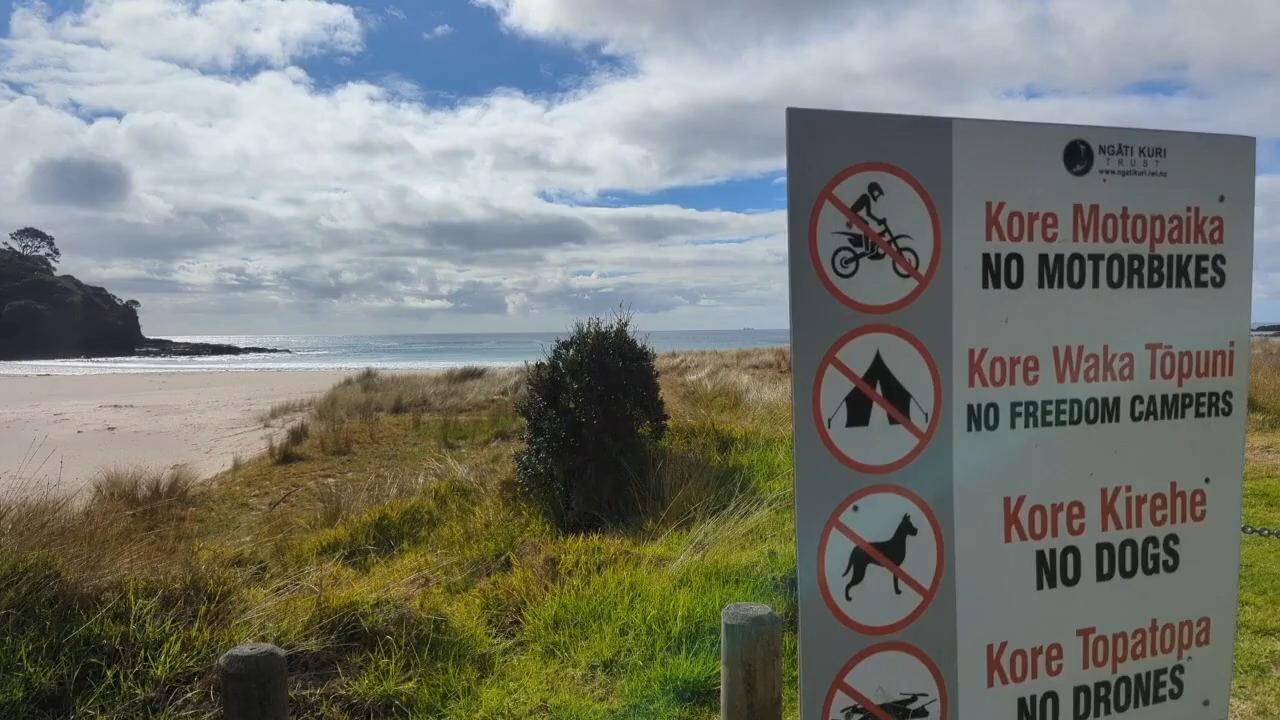 NGĀTI KURI
TRUST
www.ngatikuri.iwi.nz
Kore Motopaika
NO MOTORBIKES
Kore Waka Tōpuni
NO FREEDOM CAMPERS
Kore Kirehe
NO DOGS
Kore Topatopa
NO DRONES